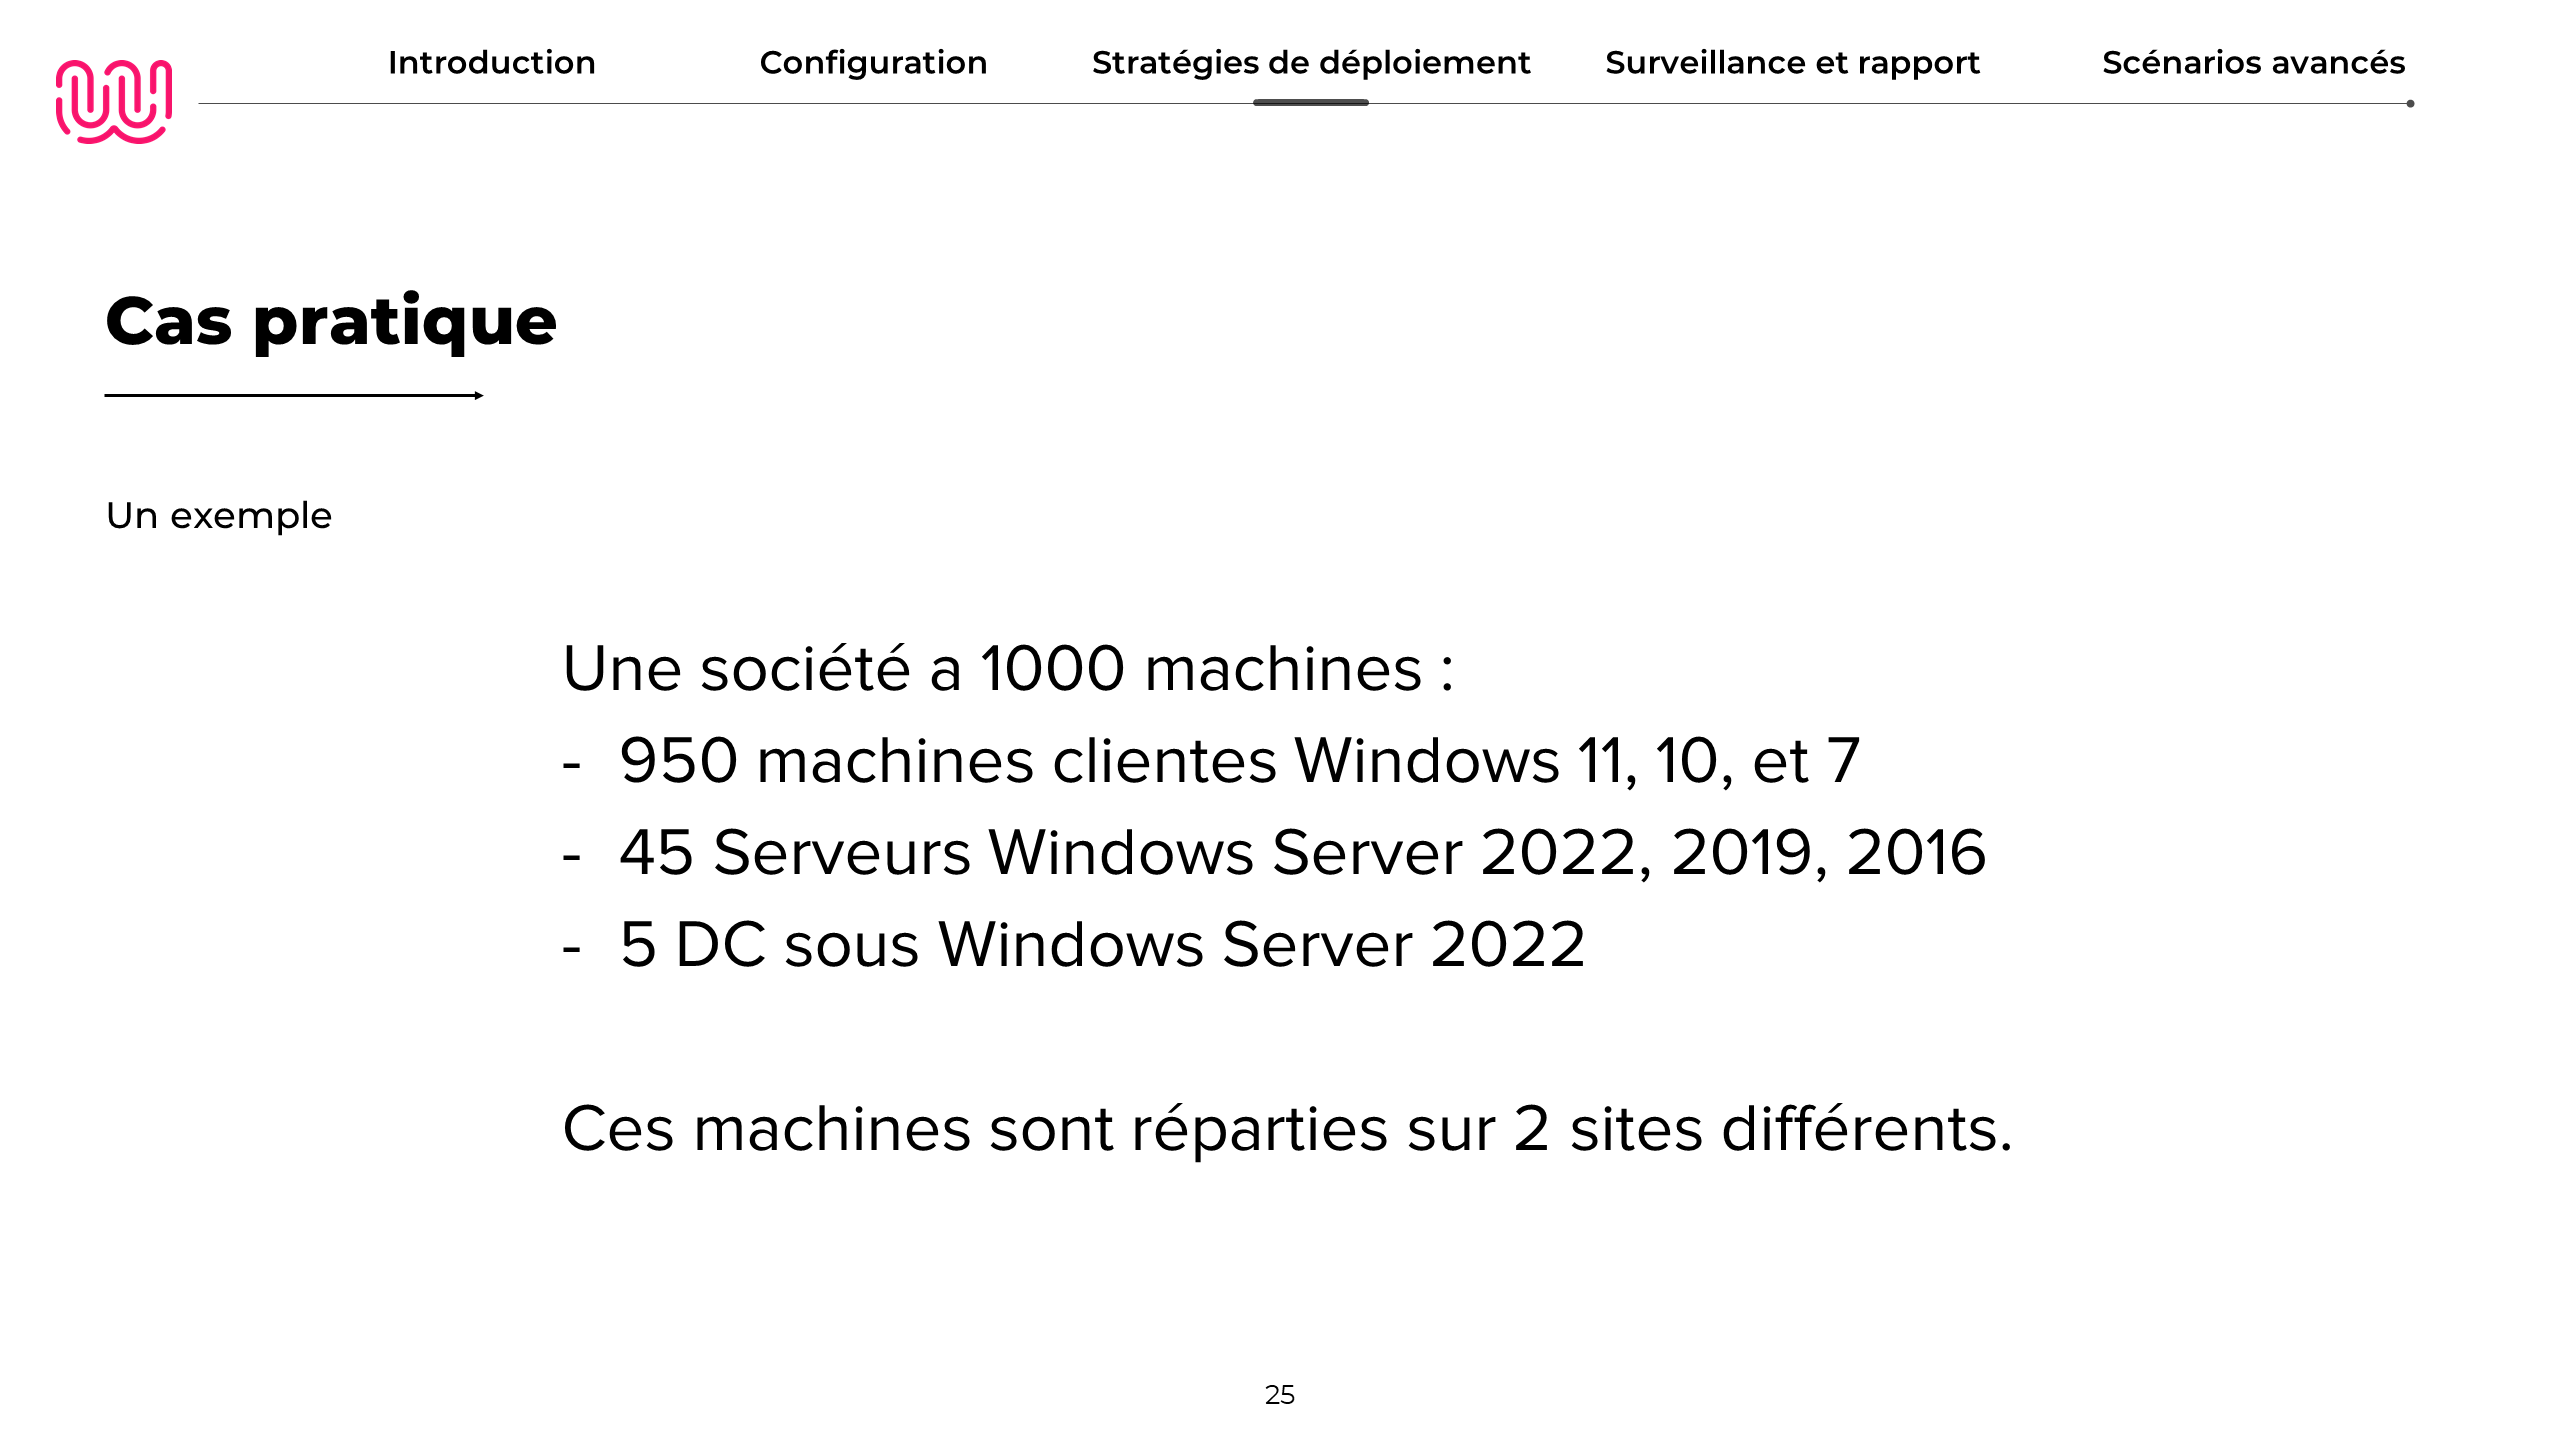 Introduction
Configuration
Stratégies de déploiement
Surveillance et rapport
Scénarios avancés
Cas pratique
Un exemple
Une société a 1000 machines :
- 950 machines clientes Windows 11, 10, et 7
- 45 Serveurs Windows Server 2022, 2019, 2016
- 5 DC sous Windows Server 2022
Ces machines sont réparties sur 2 sites différents.
25